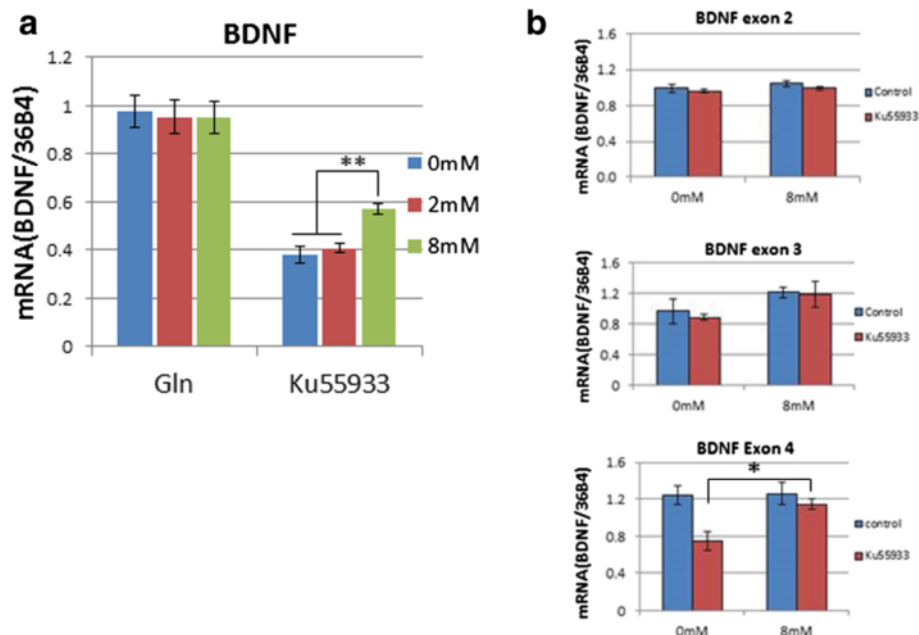 a
BDNF
mRNA(BDNF/36B4)
1.2
1
0.8
0.6
0.4
0.2
0
**
0mM
2mM
8mM
Gln
Ku55933
b
BDNF exon 2
mRNA (BDNF/36B4)
1.6
1.2
0.8
0.4
0.0
Control
Ku55933
0mM
8mM
BDNF exon 3
mRNA(BDNF/36B4)
1.6
1.2
0.8
0.4
0
Control
Ku55933
0mM
8mM
BDNF Exon 4
mRNA(BDNF/36B4)
1.6
1.2
0.8
0.4
0
*
control
Ku55933
0mM
8mM